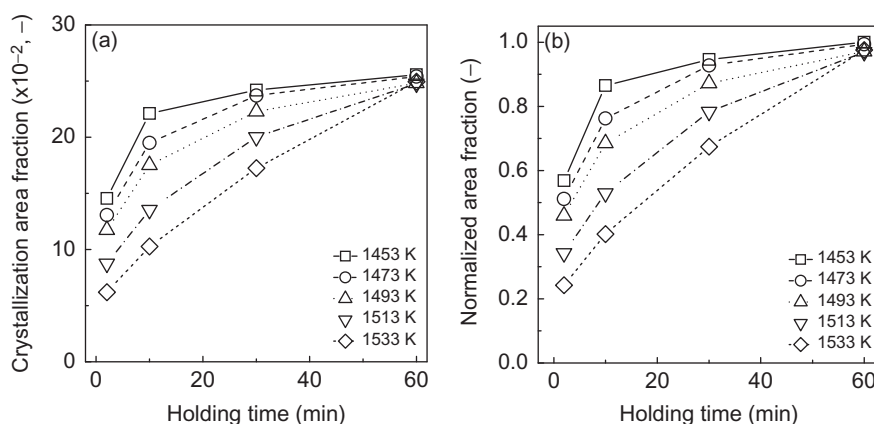 (a)
Crystallization area fraction (x10⁻², −)
30
20
10
0
0
20
40
60
Holding time (min)
1453 K
1473 K
1493 K
1513 K
1533 K
(b)
Normalized area fraction (−)
1.0
0.8
0.6
0.4
0.2
0.0
0
20
40
60
Holding time (min)
1453 K
1473 K
1493 K
1513 K
1533 K